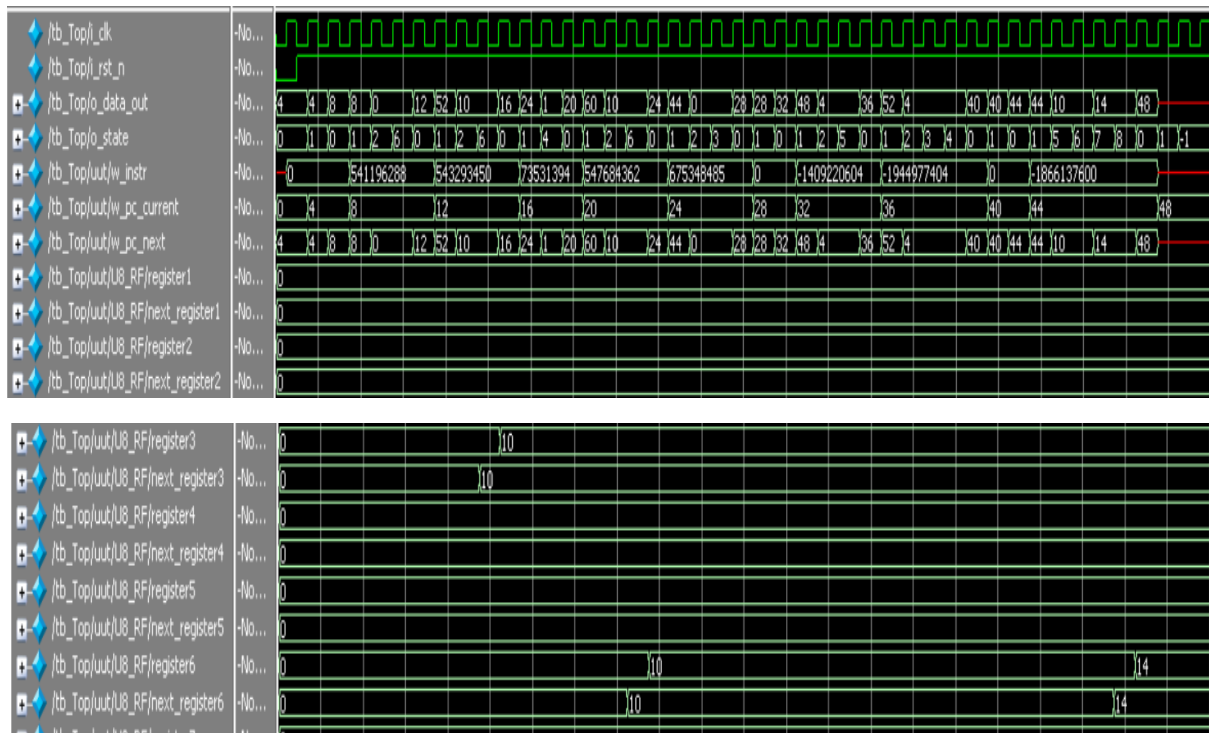 /tb_Top/i_clk -No...
/tb_Top/i_rst_n -No...
/tb_Top/o_data_out -No... 4 4 8 8 0 12 52 10 16 24 1 20 60 10 24 44 0 28 28 32 48 4 36 52 4 40 40 44 44 10 14 48
/tb_Top/o_state -No... 0 1 0 1 2 6 0 1 2 6 0 1 4 0 1 2 6 0 1 2 3 0 1 0 1 2 5 0 1 2 3 4 0 1 0 1 5 6 7 8 0 1 -1
/tb_Top/uut/w_instr -No... 0 541196288 543293450 73531394 547684362 675348485 0 -1409220604 -1944977404 0 -1866137600
/tb_Top/uut/w_pc_current -No... 0 4 8 12 16 20 24 28 32 36 40 44 48
/tb_Top/uut/w_pc_next -No... 4 4 8 8 0 12 52 10 16 24 1 20 60 10 24 44 0 28 28 32 48 4 36 52 4 40 40 44 44 10 14 48
/tb_Top/uut/U8_RF/register1 -No... 0
/tb_Top/uut/U8_RF/next_register1 -No... 0
/tb_Top/uut/U8_RF/register2 -No... 0
/tb_Top/uut/U8_RF/next_register2 -No... 0
/tb_Top/uut/U8_RF/register3 -No... 0 10
/tb_Top/uut/U8_RF/next_register3 -No... 0 10
/tb_Top/uut/U8_RF/register4 -No... 0
/tb_Top/uut/U8_RF/next_register4 -No... 0
/tb_Top/uut/U8_RF/register5 -No... 0
/tb_Top/uut/U8_RF/next_register5 -No... 0
/tb_Top/uut/U8_RF/register6 -No... 0 10 14
/tb_Top/uut/U8_RF/next_register6 -No... 0 10 14